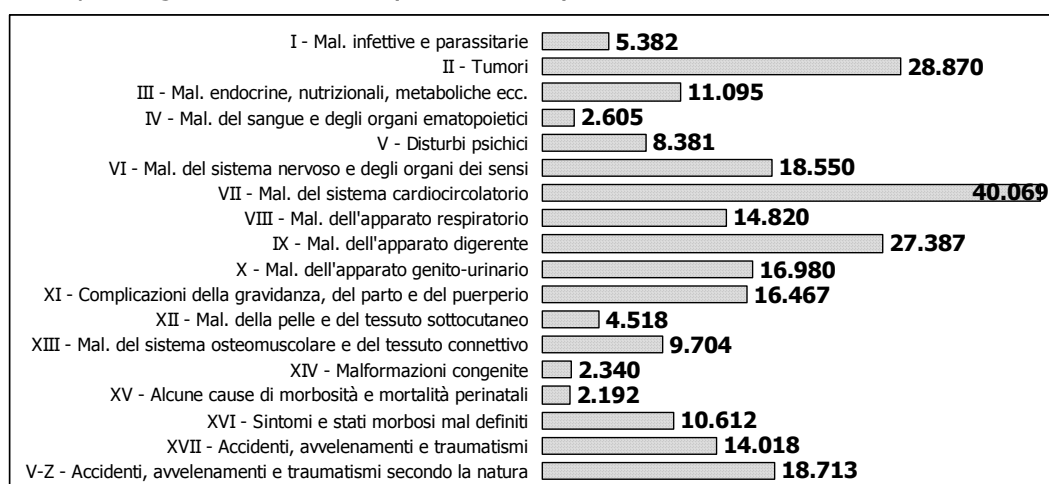 I - Mal. infettive e parassitarie 5.382
II - Tumori 28.870
III - Mal. endocrine, nutrizionali, metaboliche ecc. 11.095
IV - Mal. del sangue e degli organi ematopoietici 2.605
V - Disturbi psichici 8.381
VI - Mal. del sistema nervoso e degli organi dei sensi 18.550
VII - Mal. del sistema cardiocircolatorio 40.069
VIII - Mal. dell'apparato respiratorio 14.820
IX - Mal. dell'apparato digerente 27.387
X - Mal. dell'apparato genito-urinario 16.980
XI - Complicazioni della gravidanza, del parto e del puerperio 16.467
XII - Mal. della pelle e del tessuto sottocutaneo 4.518
XIII - Mal. del sistema osteomuscolare e del tessuto connettivo 9.704
XIV - Malformazioni congenite 2.340
XV - Alcune cause di morbosità e mortalità perinatali 2.192
XVI - Sintomi e stati morbosi mal definiti 10.612
XVII - Accidenti, avvelenamenti e traumatismi 14.018
V-Z - Accidenti, avvelenamenti e traumatismi secondo la natura 18.713